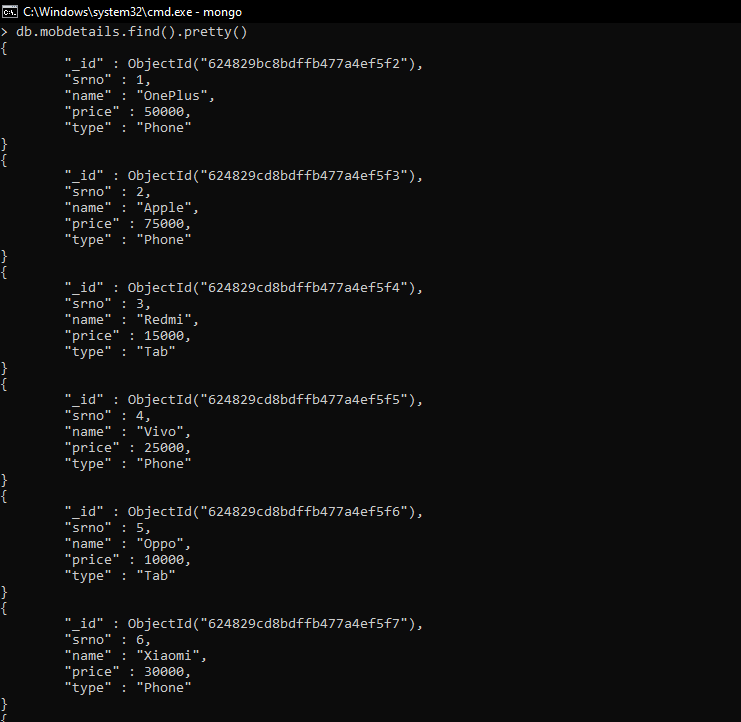 C:\Windows\system32\cmd.exe - mongo
> db.mobdetails.find().pretty()
{
"_id" : ObjectId("624829bc8bdffb477a4ef5f2"),
"srno" : 1,
"name" : "OnePlus",
"price" : 50000,
"type" : "Phone"
}
{
"_id" : ObjectId("624829cd8bdffb477a4ef5f3"),
"srno" : 2,
"name" : "Apple",
"price" : 75000,
"type" : "Phone"
}
{
"_id" : ObjectId("624829cd8bdffb477a4ef5f4"),
"srno" : 3,
"name" : "Redmi",
"price" : 15000,
"type" : "Tab"
}
{
"_id" : ObjectId("624829cd8bdffb477a4ef5f5"),
"srno" : 4,
"name" : "Vivo",
"price" : 25000,
"type" : "Phone"
}
{
"_id" : ObjectId("624829cd8bdffb477a4ef5f6"),
"srno" : 5,
"name" : "Oppo",
"price" : 10000,
"type" : "Tab"
}
{
"_id" : ObjectId("624829cd8bdffb477a4ef5f7"),
"srno" : 6,
"name" : "Xiaomi",
"price" : 30000,
"type" : "Phone"
}
{